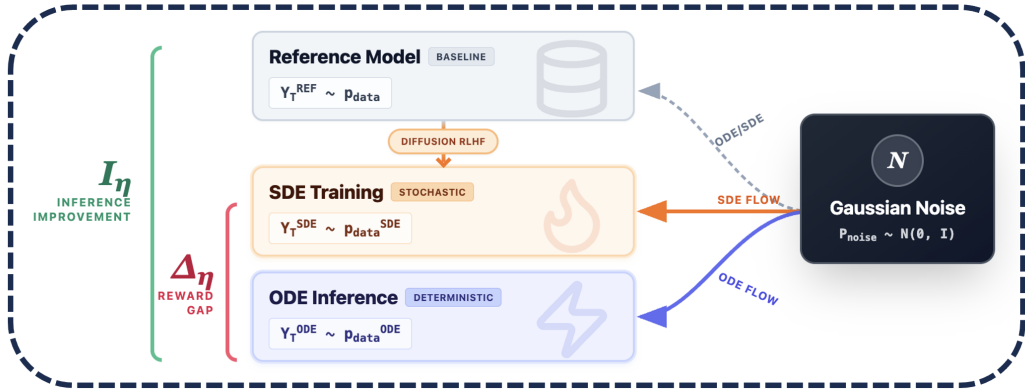 Reference Model BASELINE
Y_T^REF ~ p_data
DIFFUSION RLHF
I_η
INFERENCE
IMPROVEMENT
SDE Training STOCHASTIC
Y_T^SDE ~ p_data^SDE
Δ_η
REWARD
GAP
ODE Inference DETERMINISTIC
Y_T^ODE ~ p_data^ODE
ODE/SDE
SDE FLOW
ODE FLOW
N
Gaussian Noise
P_noise ~ N(0, I)